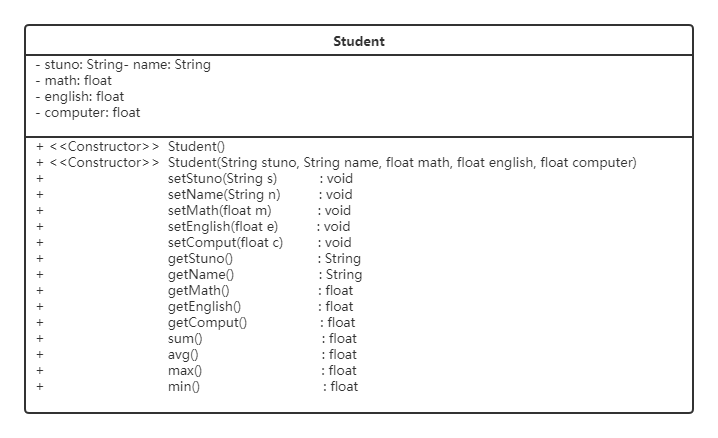 Student
- stuno: String- name: String
- math: float
- english: float
- computer: float
+ <<Constructor>> Student()
+ <<Constructor>> Student(String stuno, String name, float math, float english, float computer)
+ setStuno(String s) : void
+ setName(String n) : void
+ setMath(float m) : void
+ setEnglish(float e) : void
+ setComput(float c) : void
+ getStuno() : String
+ getName() : String
+ getMath() : float
+ getEnglish() : float
+ getComput() : float
+ sum() : float
+ avg() : float
+ max() : float
+ min() : float